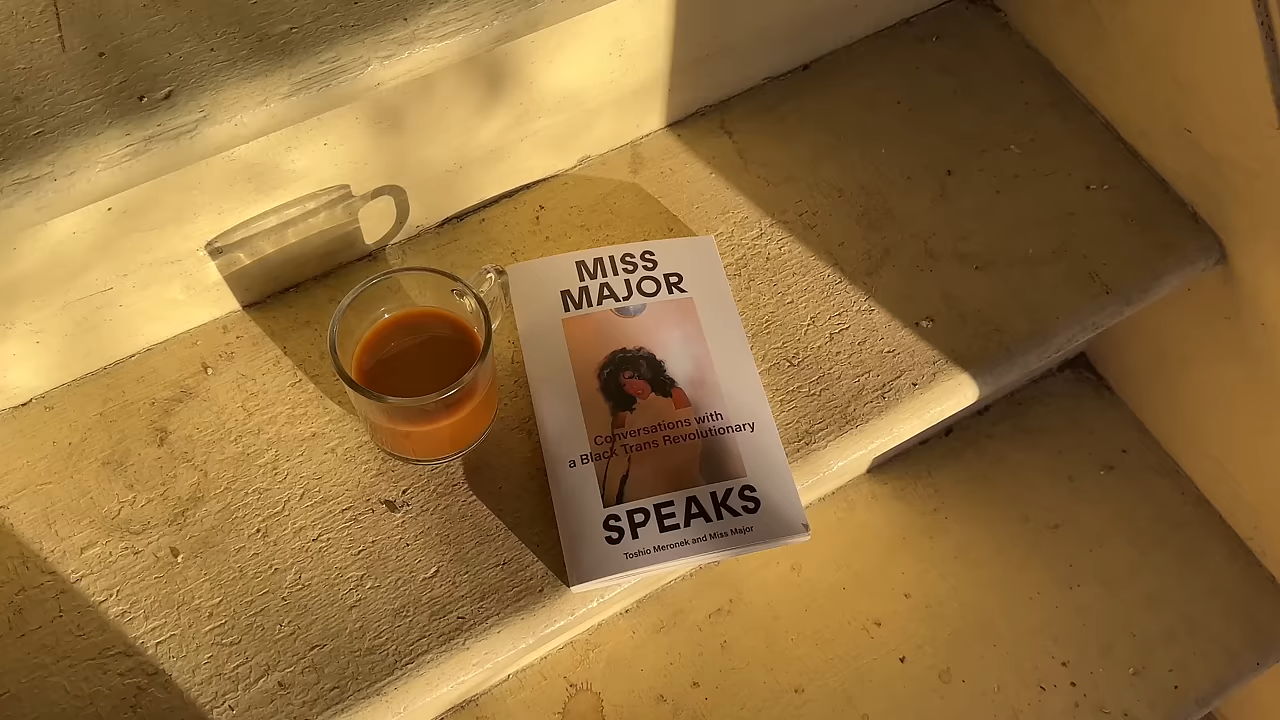 MISS
MAJOR
Conversations with
a Black Trans Revolutionary
SPEAKS
Toshio Meronek and Miss Major